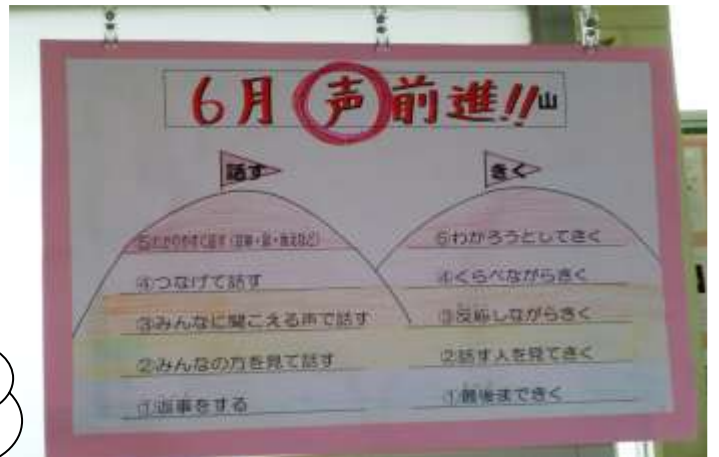 6月 声 前進!! 山
話す
⑤わかりやすく話す
④つなげて話す
③みんなに聞こえる声で話す
②みんなの方を見て話す
①返事をする
きく
⑤わかろうとしてきく
④くらべながらきく
③反応しながらきく
②話す人を見てきく
①最後まできく